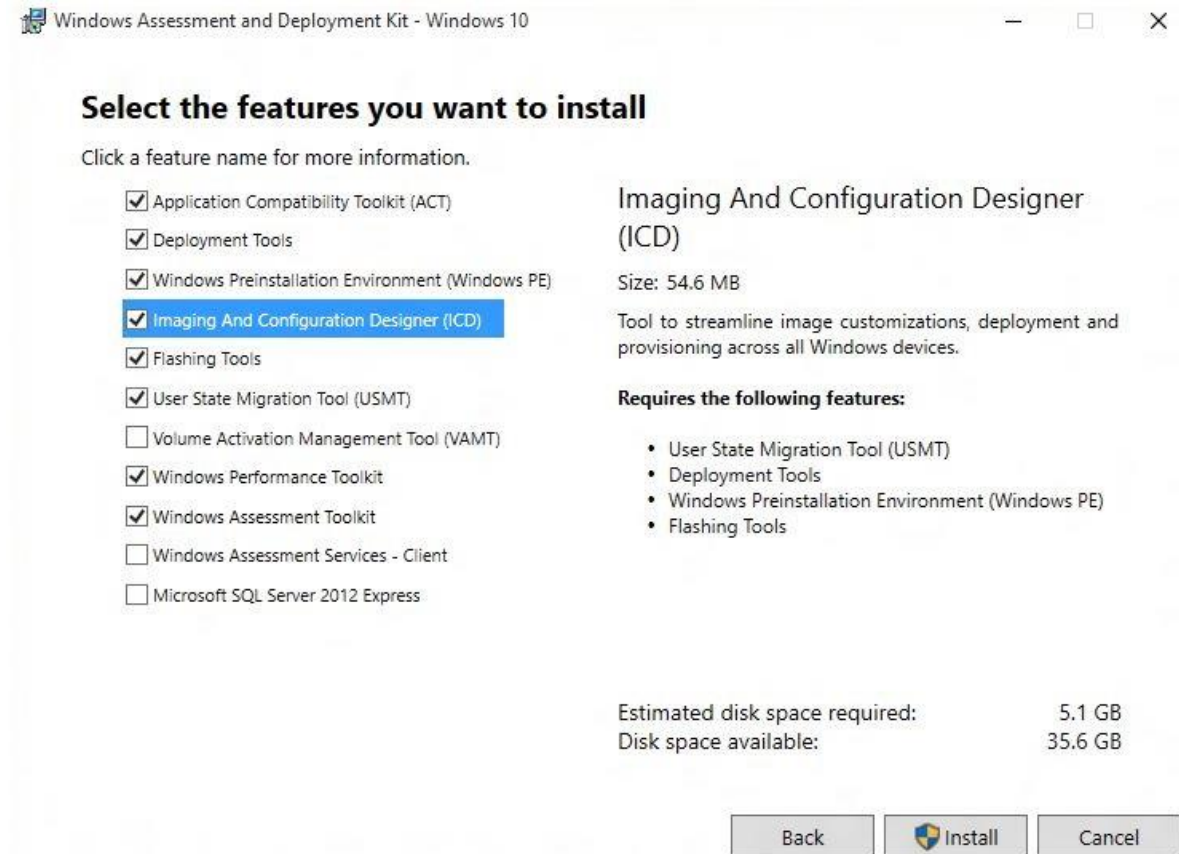 Windows Assessment and Deployment Kit - Windows 10
Select the features you want to install
Click a feature name for more information.
Application Compatibility Toolkit (ACT)
Deployment Tools
Windows Preinstallation Environment (Windows PE)
Imaging And Configuration Designer (ICD)
Flashing Tools
User State Migration Tool (USMT)
Volume Activation Management Tool (VAMT)
Windows Performance Toolkit
Windows Assessment Toolkit
Windows Assessment Services - Client
Microsoft SQL Server 2012 Express
Imaging And Configuration Designer
(ICD)
Size: 54.6 MB
Tool to streamline image customizations, deployment and
provisioning across all Windows devices.
Requires the following features:
• User State Migration Tool (USMT)
• Deployment Tools
• Windows Preinstallation Environment (Windows PE)
• Flashing Tools
Estimated disk space required: 5.1 GB
Disk space available: 35.6 GB
Back Install Cancel